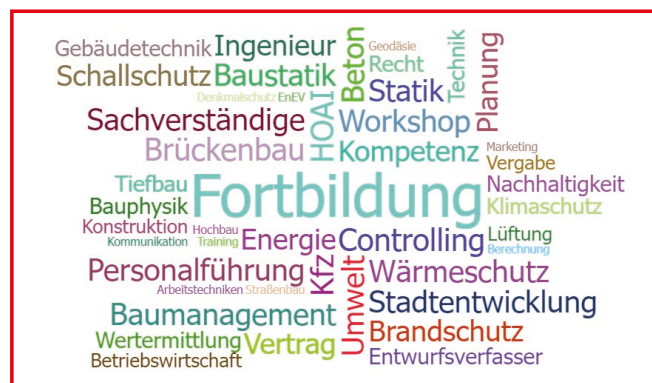 Gebäudetechnik
Ingenieur
Beton
Geodäsie
Recht
Technik
Planung
Schallschutz
Baustatik
Statik
Denkmalschutz
EnEV
HOAI
Sachverständige
Workshop
Brückenbau
Kompetenz
Marketing
Vergabe
Tiefbau
Fortbildung
Nachhaltigkeit
Bauphysik
Klimaschutz
Konstruktion
Hochbau
Kommunikation
Training
Energie
Controlling
Lüftung
Berechnung
Personalführung
Kfz
Umwelt
Wärmeschutz
Arbeitstechniken
Straßenbau
Baumanagement
Stadtentwicklung
Wertermittlung
Vertrag
Brandschutz
Betriebswirtschaft
Entwurfsverfasser